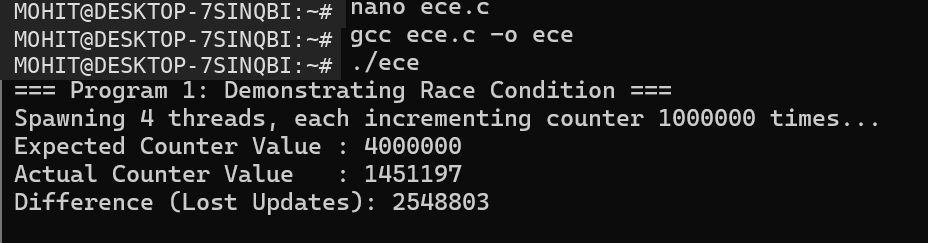 MOHIT@DESKTOP-7SINQBI:~# nano ece.c
MOHIT@DESKTOP-7SINQBI:~# gcc ece.c -o ece
MOHIT@DESKTOP-7SINQBI:~# ./ece
=== Program 1: Demonstrating Race Condition ===
Spawning 4 threads, each incrementing counter 1000000 times...
Expected Counter Value : 4000000
Actual Counter Value   : 1451197
Difference (Lost Updates): 2548803